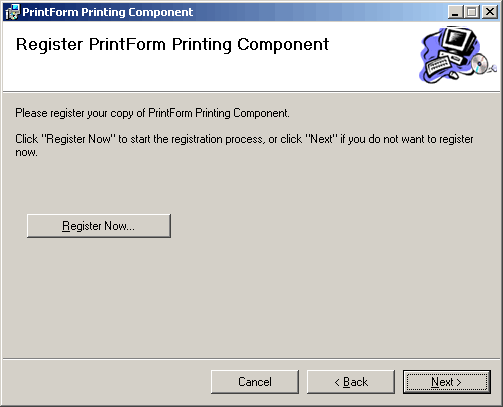 PrintForm Printing Component
Register PrintForm Printing Component
Please register your copy of PrintForm Printing Component.
Click "Register Now" to start the registration process, or click "Next" if you do not want to register
now.
Register Now...
Cancel
< Back
Next >